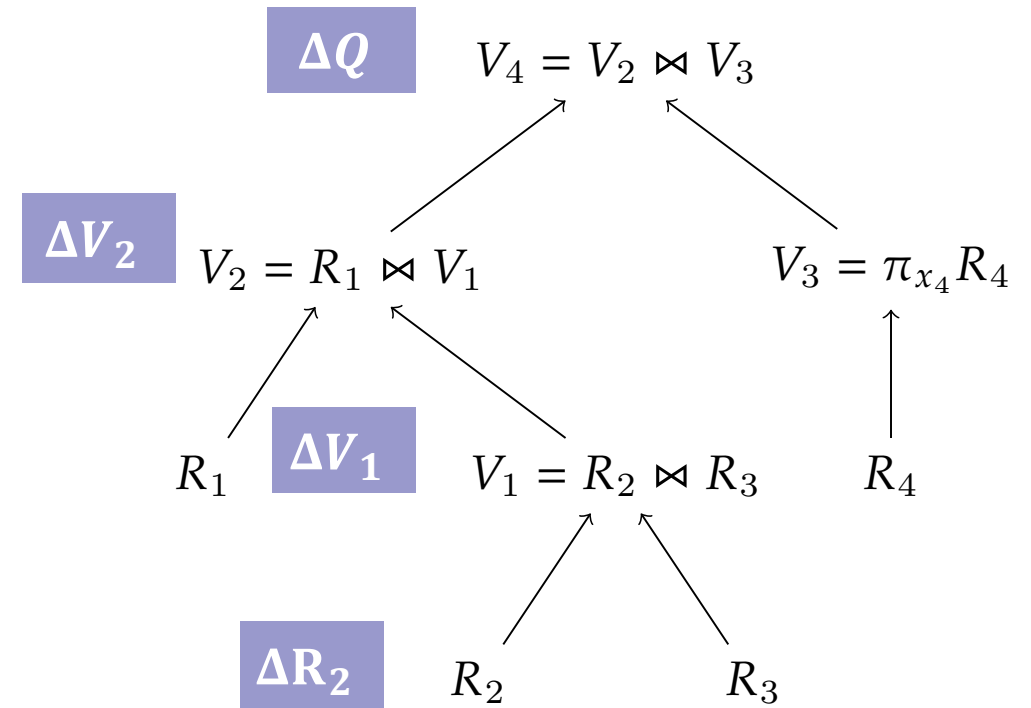 ΔQ V₄ = V₂ ⋈ V₃
ΔV₂ V₂ = R₁ ⋈ V₁ V₃ = π_{x₄}R₄
R₁ ΔV₁ V₁ = R₂ ⋈ R₃ R₄
ΔR₂ R₂ R₃